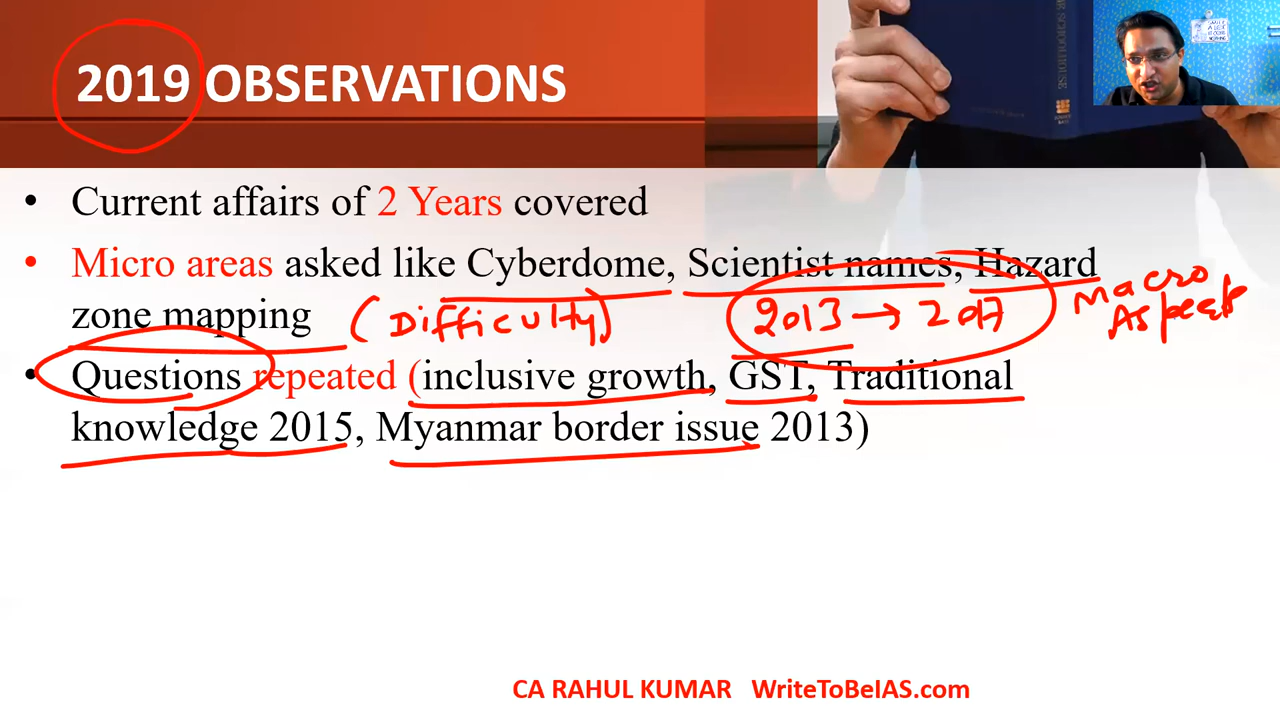 2019 OBSERVATIONS
• Current affairs of 2 Years covered
• Micro areas asked like Cyberdome, Scientist names, Hazard
zone mapping (Difficulty) 2013 → 2017 Macro
Aspect
• Questions repeated (inclusive growth, GST, Traditional
knowledge 2015, Myanmar border issue 2013)
CA RAHUL KUMAR WriteToBeIAS.com